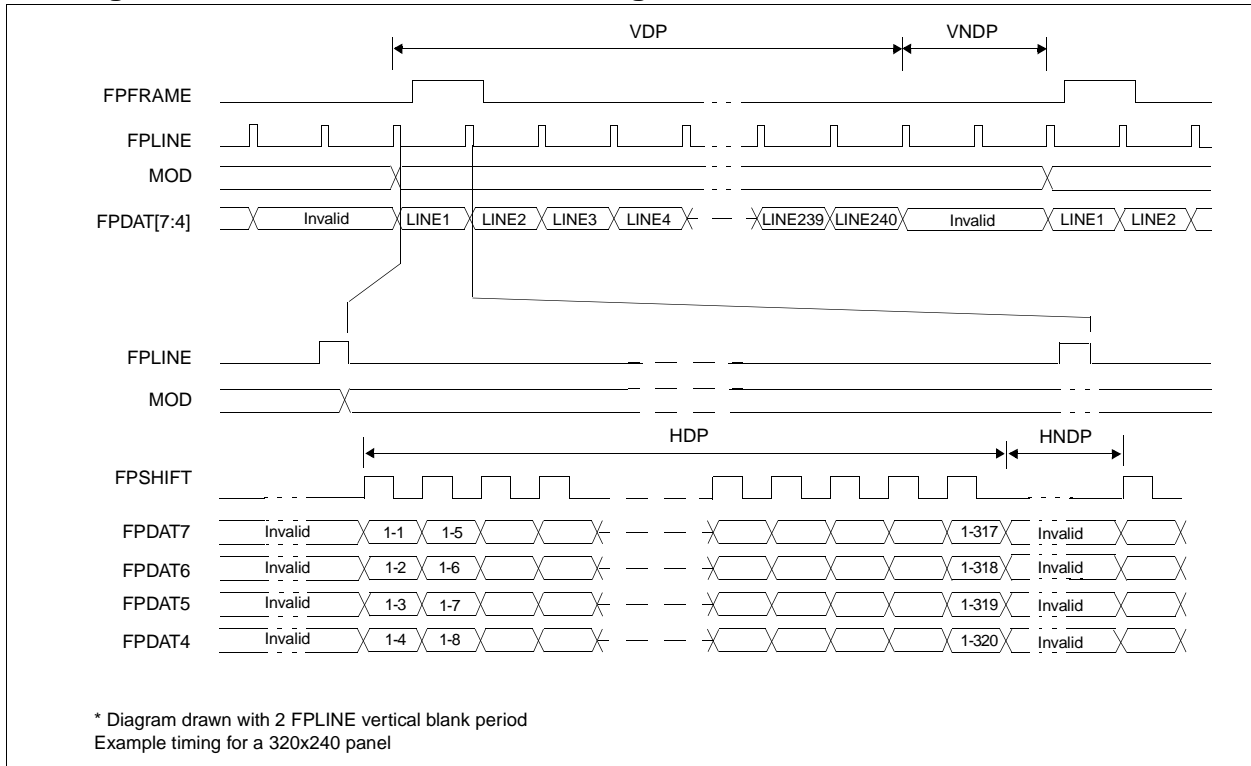 VDP VNDP
FPFRAME
FPLINE
MOD
FPDAT[7:4] Invalid LINE1 LINE2 LINE3 LINE4 LINE239 LINE240 Invalid LINE1 LINE2
FPLINE
MOD
HDP HNDP
FPSHIFT
FPDAT7 Invalid 1-1 1-5 1-317 Invalid
FPDAT6 Invalid 1-2 1-6 1-318 Invalid
FPDAT5 Invalid 1-3 1-7 1-319 Invalid
FPDAT4 Invalid 1-4 1-8 1-320 Invalid
* Diagram drawn with 2 FPLINE vertical blank period
Example timing for a 320x240 panel